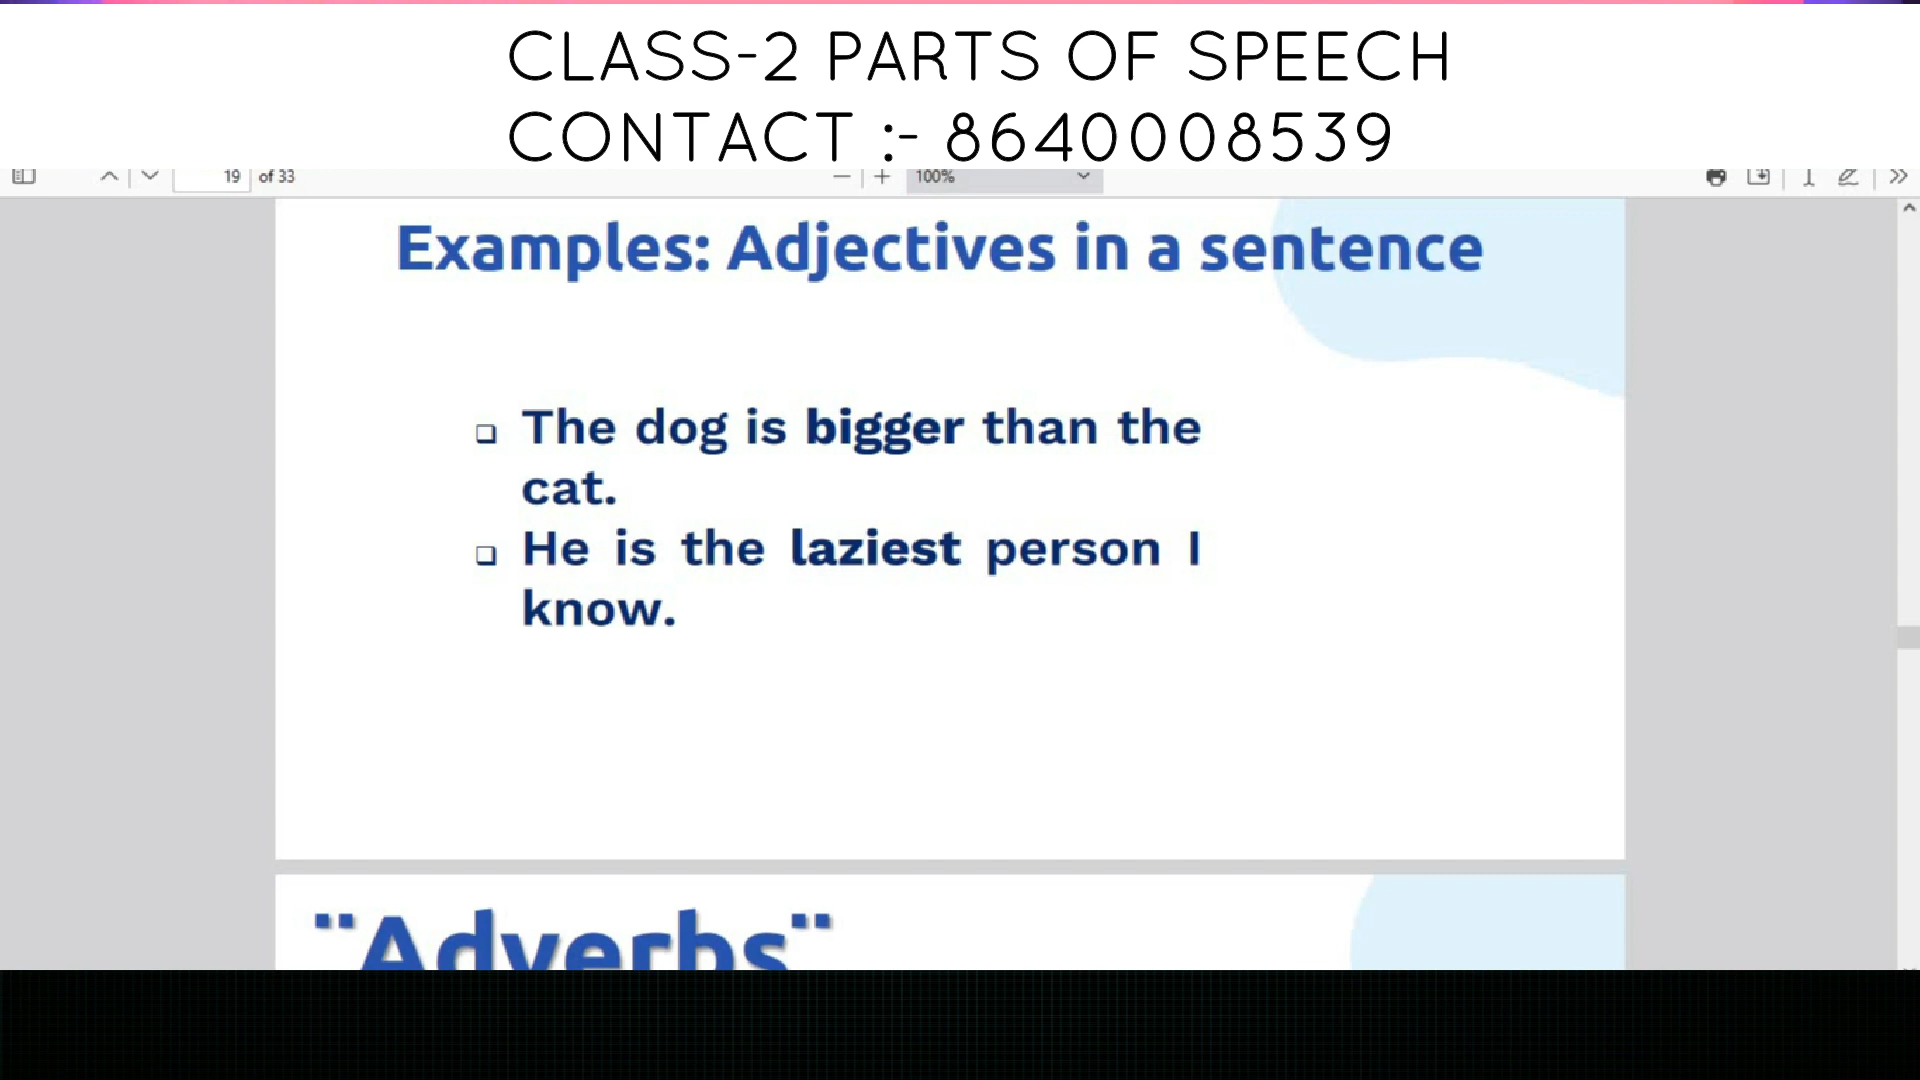 CLASS-2 PARTS OF SPEECH
CONTACT :- 8640008539
19 of 33
100%
Examples: Adjectives in a sentence
❑ The dog is bigger than the
cat.
❑ He is the laziest person I
know.
¨Adverbs¨